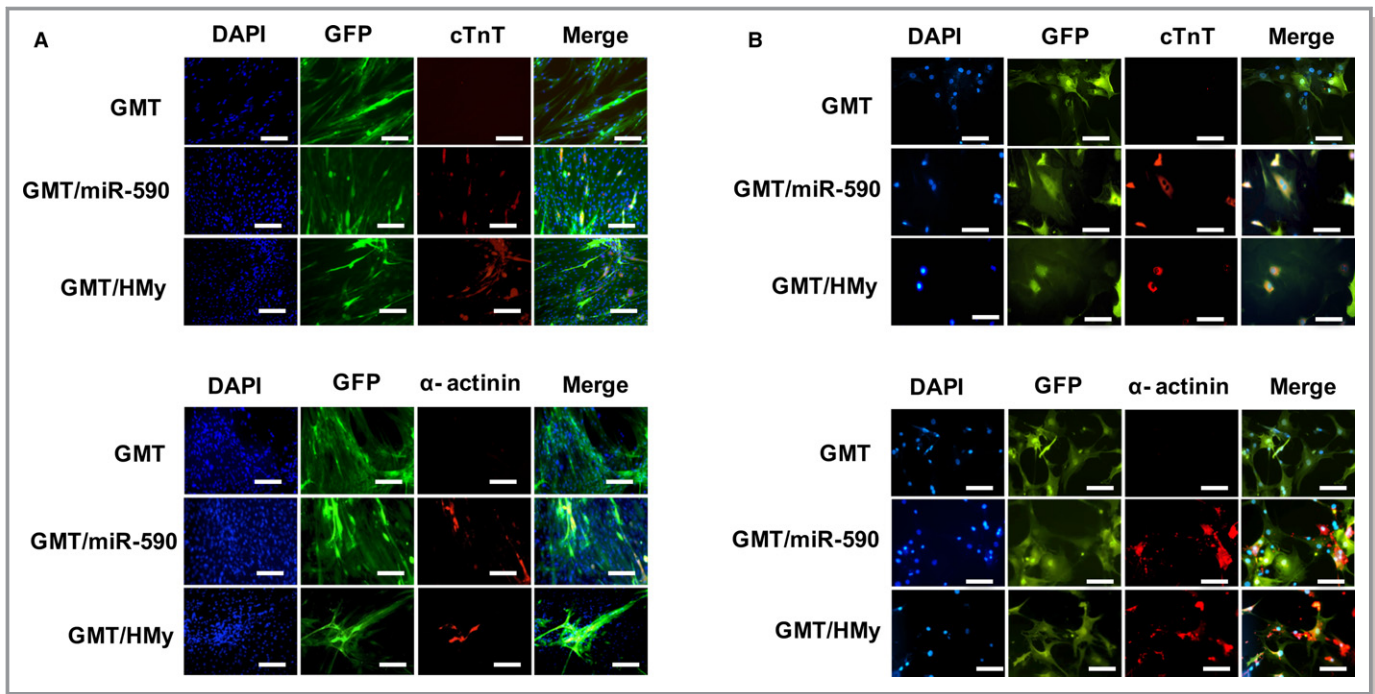 A
DAPI GFP cTnT Merge
GMT
GMT/miR-590
GMT/HMy
DAPI GFP α- actinin Merge
GMT
GMT/miR-590
GMT/HMy
B
DAPI GFP cTnT Merge
GMT
GMT/miR-590
GMT/HMy
DAPI GFP α- actinin Merge
GMT
GMT/miR-590
GMT/HMy